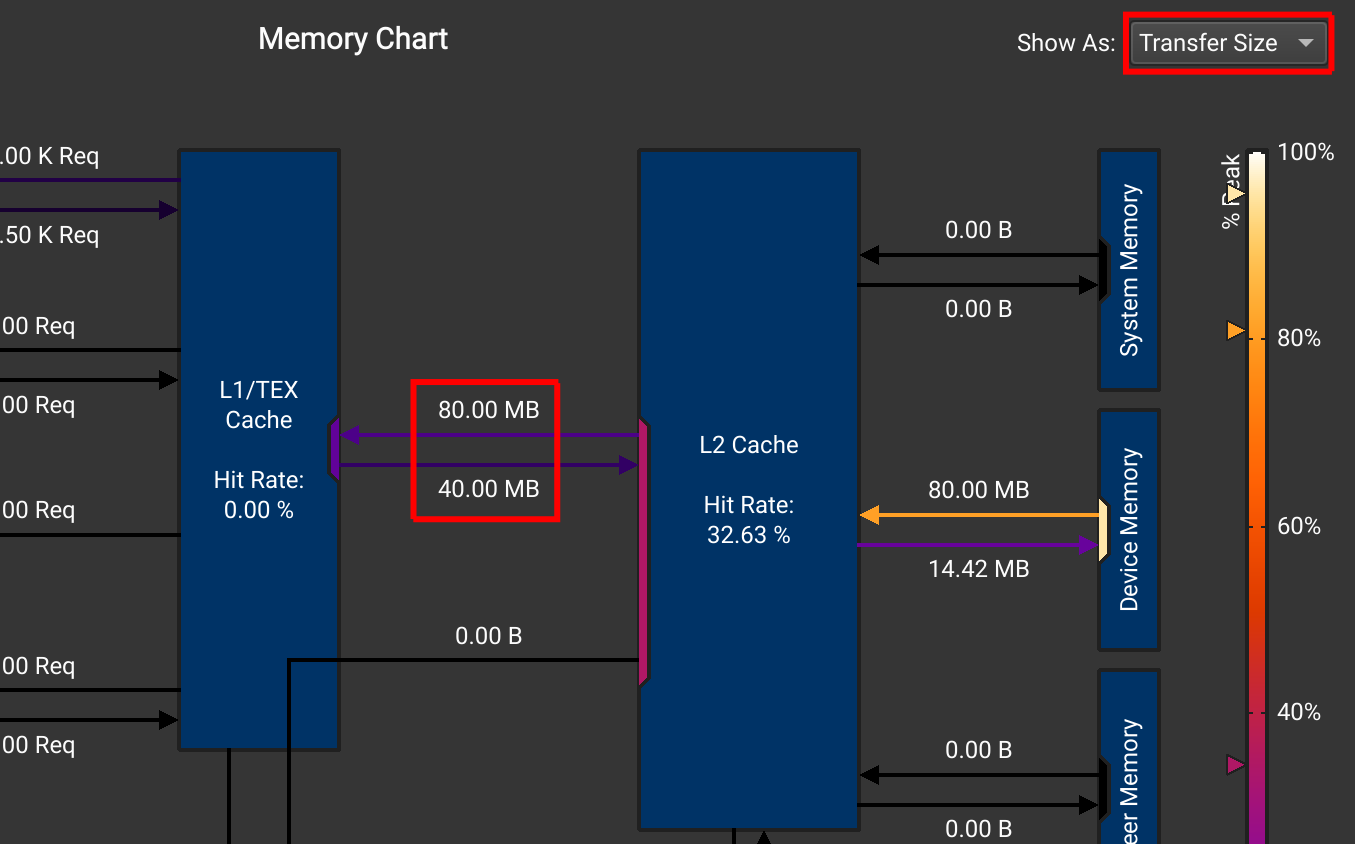 Memory Chart
Show As: Transfer Size
.00 K Req
.50 K Req
00 Req
00 Req
00 Req
00 Req
00 Req
L1/TEX
Cache
Hit Rate:
0.00 %
80.00 MB
40.00 MB
0.00 B
L2 Cache
Hit Rate:
32.63 %
0.00 B
0.00 B
80.00 MB
14.42 MB
0.00 B
0.00 B
System Memory
Device Memory
eer Memory
% Peak
100%
80%
60%
40%